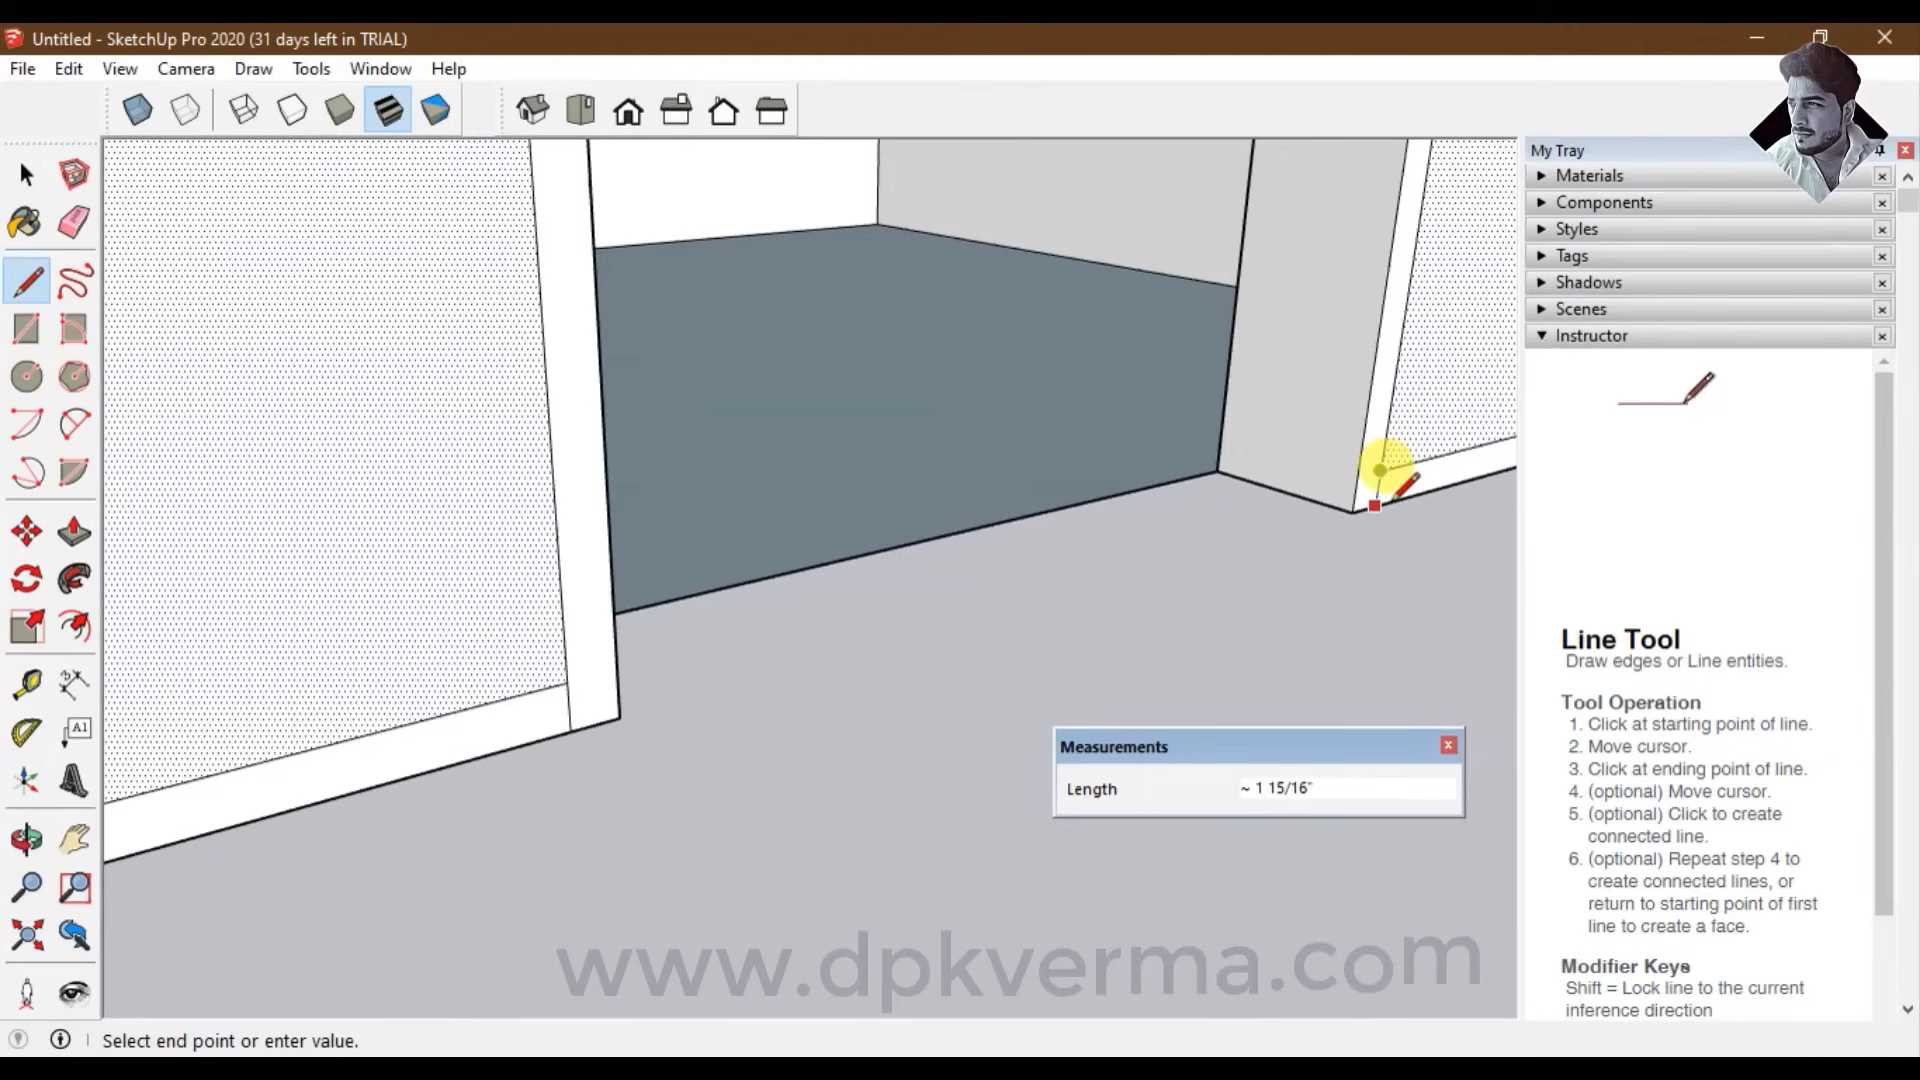 Untitled - SketchUp Pro 2020 (31 days left in TRIAL)
File Edit View Camera Draw Tools Window Help
My Tray
Materials
Components
Styles
Tags
Shadows
Scenes
Instructor
Line Tool
Draw edges or Line entities.
Tool Operation
1. Click at starting point of line.
2. Move cursor.
3. Click at ending point of line.
4. (optional) Move cursor.
5. (optional) Click to create
connected line.
6. (optional) Repeat step 4 to
create connected lines, or
return to starting point of first
line to create a face.
Modifier Keys
Shift = Lock line to the current
inference direction
Measurements
Length ~ 1 15/16"
A1
www.dpkverma.com
Select end point or enter value.